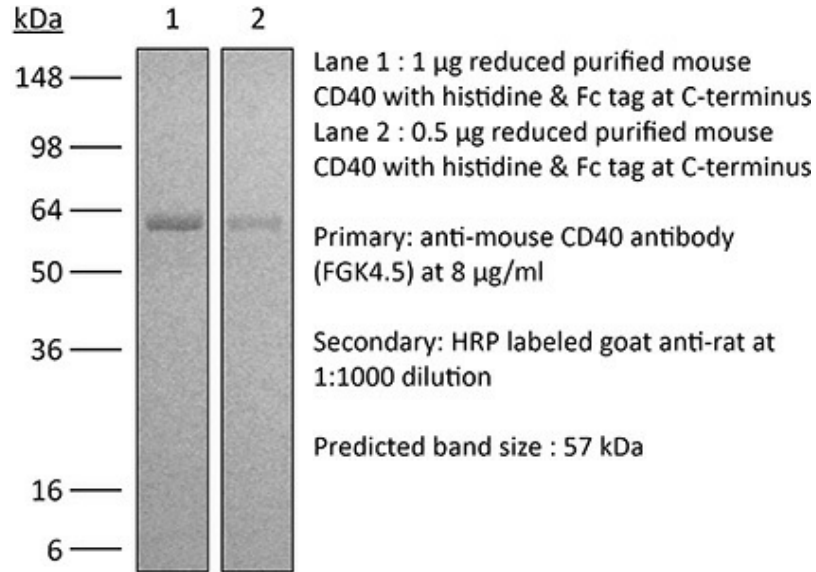 kDa 1 2
148
98
64
50
36
16
6
Lane 1 : 1 µg reduced purified mouse
CD40 with histidine & Fc tag at C-terminus
Lane 2 : 0.5 µg reduced purified mouse
CD40 with histidine & Fc tag at C-terminus
Primary: anti-mouse CD40 antibody
(FGK4.5) at 8 µg/ml
Secondary: HRP labeled goat anti-rat at
1:1000 dilution
Predicted band size : 57 kDa